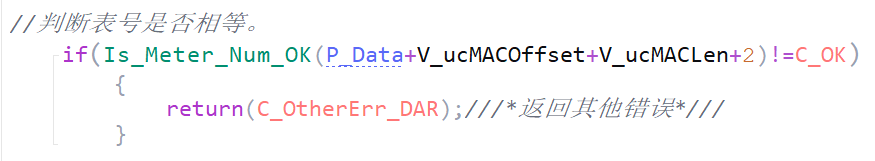 //判断表号是否相等。
if(Is_Meter_Num_OK(P_Data+V_ucMACOffset+V_ucMACLen+2)!=C_OK)
{
return(C_OtherErr_DAR);///*返回其他错误*///
}